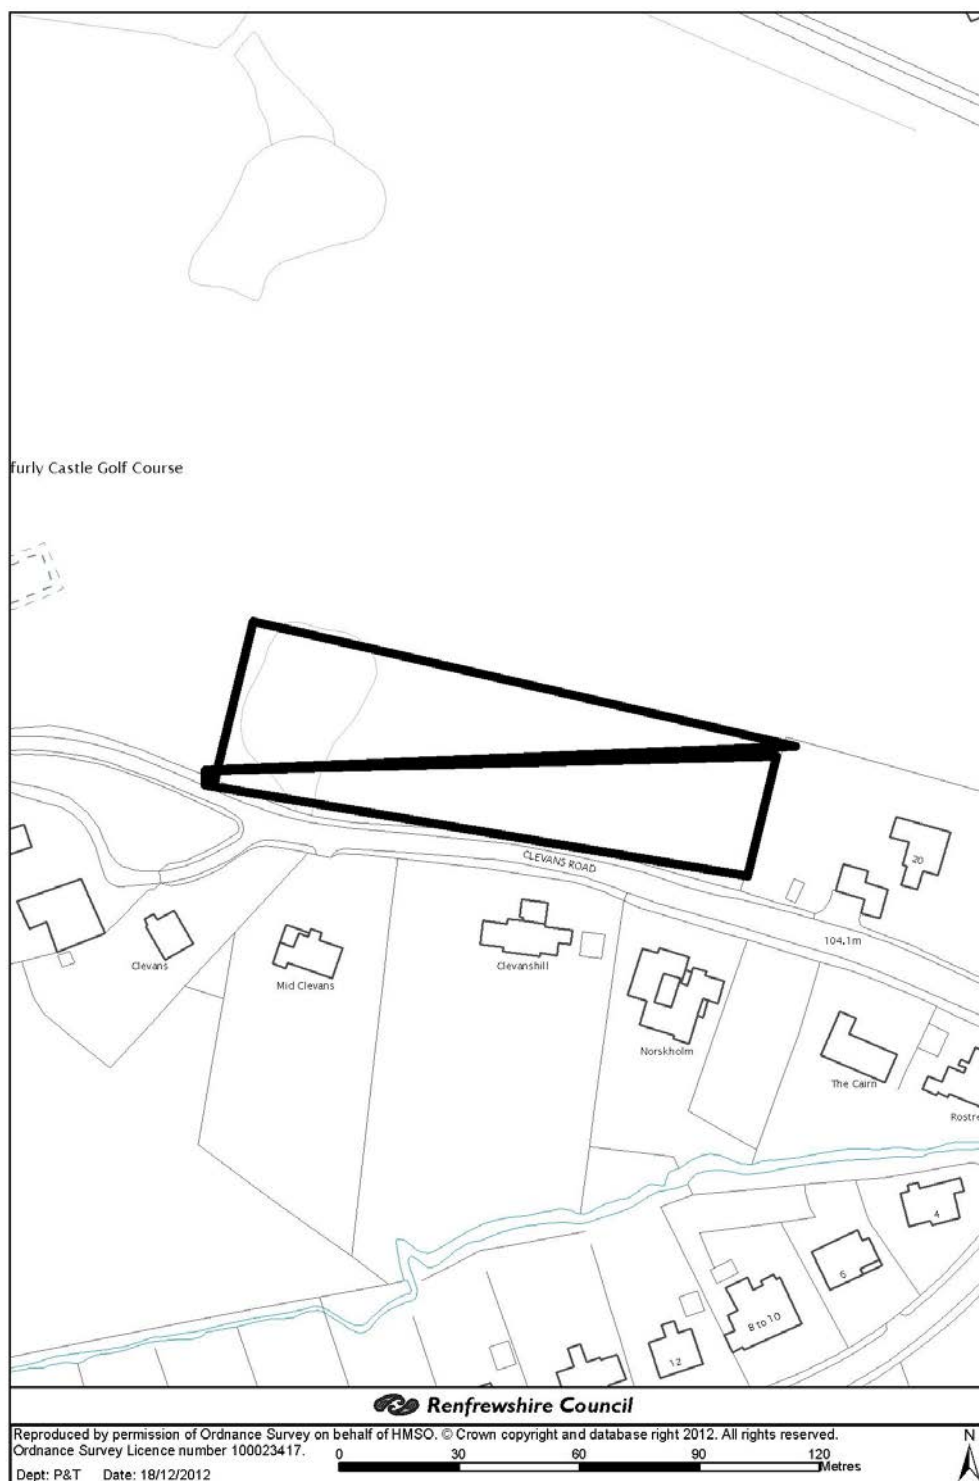 furly Castle Golf Course
CLEVANS ROAD
20
104.1m
Clevans
Mid Clevans
Clevanshill
Norskholm
The Cairn
Rostre
4
6
8 to 10
12
Renfrewshire Council
Reproduced by permission of Ordnance Survey on behalf of HMSO. © Crown copyright and database right 2012. All rights reserved.
Ordnance Survey Licence number 100023417.
0 30 60 90 120
Metres
N
Dept: P&T Date: 18/12/2012